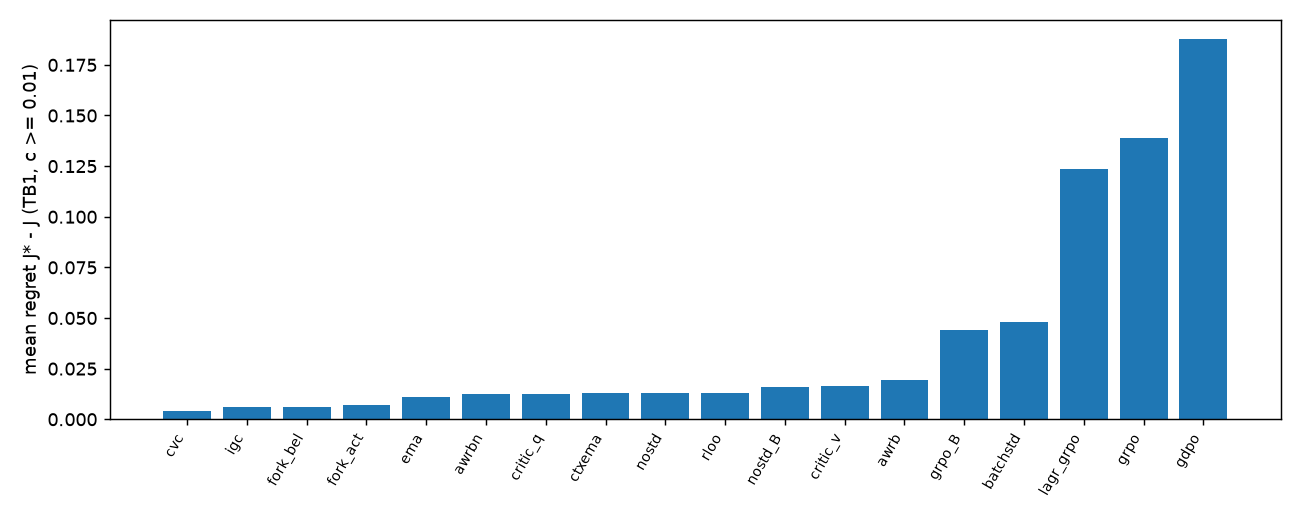 mean regret J* - J (TB1, c >= 0.01)
0.175
0.150
0.125
0.100
0.075
0.050
0.025
0.000
cvc
igc
fork_bel
fork_act
ema
awrbn
critic_q
ctxema
nostd
rloo
nostd_B
critic_v
awrb
grpo_B
batchstd
lagr_grpo
grpo
gdpo